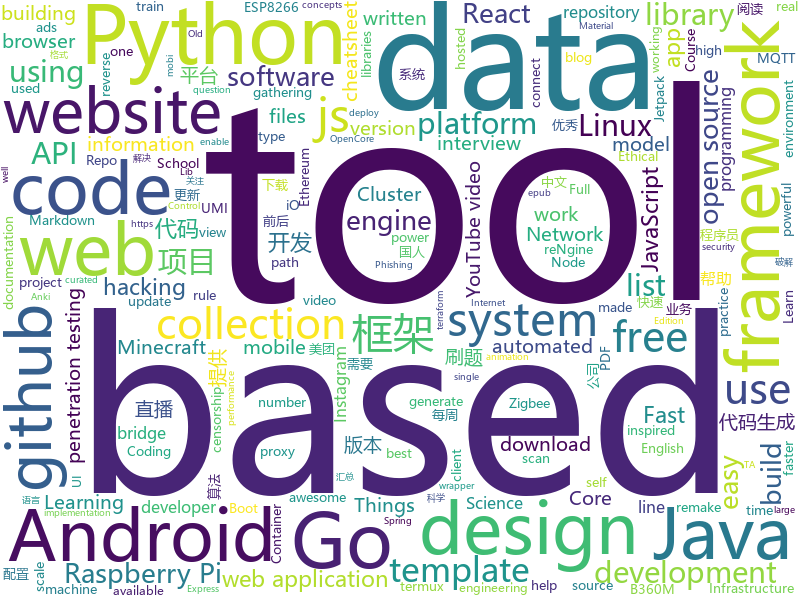 ads
browser
building
ESP8266
train
reverse
Python
React
written
repository
hosted
libraries
concepts
Old
library
阅读
one
real
mobi
app
working
Jetpack
high
blog
MQTT
question
格式
using
平台
software
cheatsheet
connect
Course
系统
gathering
files
js
data
framework
used
deploy
material
website
version
type
platform
Linux
优秀
environment
API
information
interview
model
open source
programming
enable
OpenCore
Ethical
Repo
School
解决
更新
下载
JavaScript
中文
Full
powerful
well
code
关注
Lib
Cluster
Ethereum
iO
epub
代码
engine
YouTube video
国人
work
Control
UMI
前后
power
Network
Node
reNgine
程序员
https
web
项目
开发
tool
view
path
Phishing
Markdown
list
帮助
破解
documentation
hacking
update
rule
Internet
快速
业务
Learn
Anki
collection
框架
system
curated
terraform
Edition
project
video
made
practice
github
mobile
美团
需要
free
automated
PDF
penetration testing
Minecraft
Instagram
刷题
security
animation
performance
提供
based
公司
generate
number
每周
use
censorship
直播
Zigbee
Fast
代码生成
bridge
inspired
English
版本
Coding
best
download
faster
算法
proxy
scan
client
self
build
easy
UI
汇总
Android
Go
design
Java
developer
awesome
Container
Learning
Boot
Things
Core
Science
line
remake
TA
语言
implementation
time
large
Spring
template
配置
Raspberry Pi
web application
development
科学
wrapper
scale
machine
available
Express
termux
engineering
help
single
source
B360M
Infrastructure